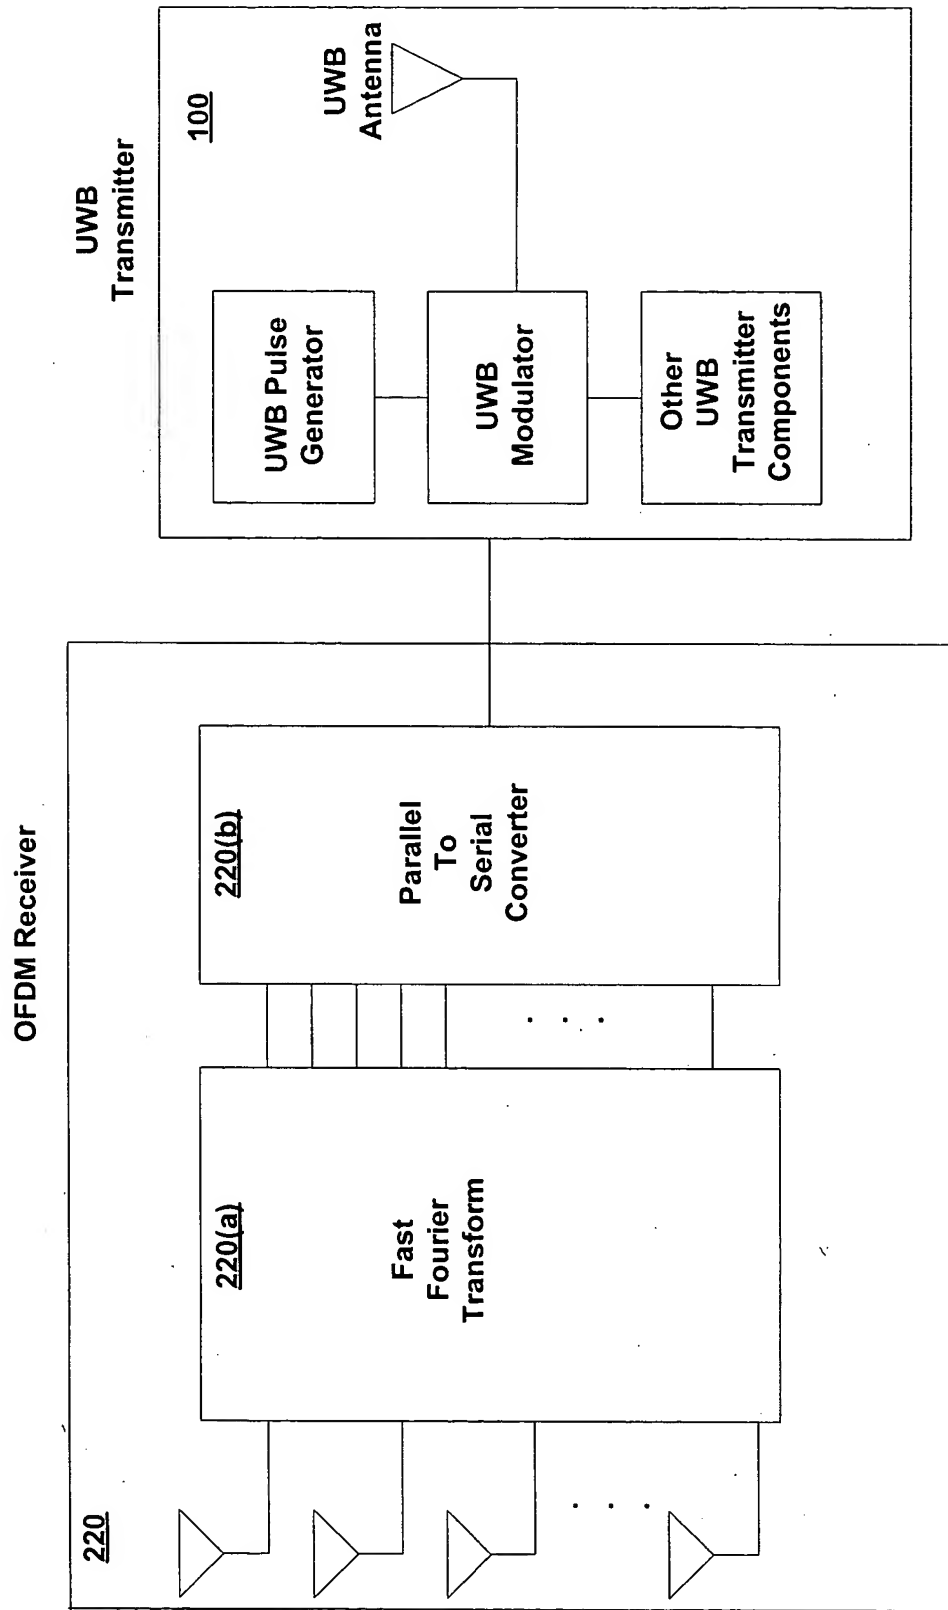 OFDM Receiver
220
220(a)
Fast
Fourier
Transform
220(b)
Parallel
To
Serial
Converter
UWB
Transmitter
100
UWB Pulse
Generator
UWB
Modulator
Other
UWB
Transmitter
Components
UWB
Antenna